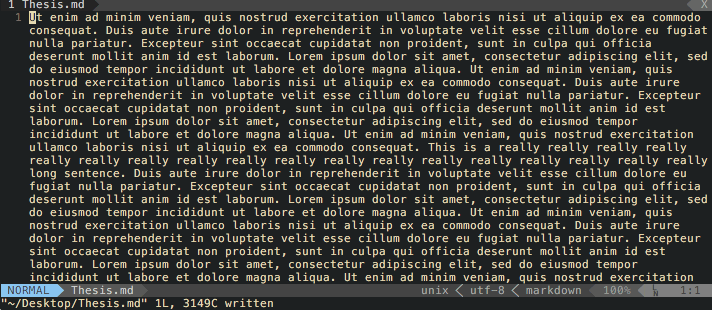 1 Thesis.md X
1 Ut enim ad minim veniam, quis nostrud exercitation ullamco laboris nisi ut aliquip ex ea commodo
consequat. Duis aute irure dolor in reprehenderit in voluptate velit esse cillum dolore eu fugiat
nulla pariatur. Excepteur sint occaecat cupidatat non proident, sunt in culpa qui officia
deserunt mollit anim id est laborum. Lorem ipsum dolor sit amet, consectetur adipiscing elit, sed
do eiusmod tempor incididunt ut labore et dolore magna aliqua. Ut enim ad minim veniam, quis
nostrud exercitation ullamco laboris nisi ut aliquip ex ea commodo consequat. Duis aute irure
dolor in reprehenderit in voluptate velit esse cillum dolore eu fugiat nulla pariatur. Excepteur
sint occaecat cupidatat non proident, sunt in culpa qui officia deserunt mollit anim id est
laborum. Lorem ipsum dolor sit amet, consectetur adipiscing elit, sed do eiusmod tempor
incididunt ut labore et dolore magna aliqua. Ut enim ad minim veniam, quis nostrud exercitation
ullamco laboris nisi ut aliquip ex ea commodo consequat. This is a really really really really
really really really really really really really really really really really really really really
long sentence. Duis aute irure dolor in reprehenderit in voluptate velit esse cillum dolore eu
fugiat nulla pariatur. Excepteur sint occaecat cupidatat non proident, sunt in culpa qui officia
deserunt mollit anim id est laborum. Lorem ipsum dolor sit amet, consectetur adipiscing elit, sed
do eiusmod tempor incididunt ut labore et dolore magna aliqua. Ut enim ad minim veniam, quis
nostrud exercitation ullamco laboris nisi ut aliquip ex ea commodo consequat. Duis aute irure
dolor in reprehenderit in voluptate velit esse cillum dolore eu fugiat nulla pariatur. Excepteur
sint occaecat cupidatat non proident, sunt in culpa qui officia deserunt mollit anim id est
laborum. Lorem ipsum dolor sit amet, consectetur adipiscing elit, sed do eiusmod tempor
incididunt ut labore et dolore magna aliqua. Ut enim ad minim veniam, quis nostrud exercitation
NORMAL Thesis.md unix utf-8 markdown 100% 1:1
"~/Desktop/Thesis.md" 1L, 3149C written